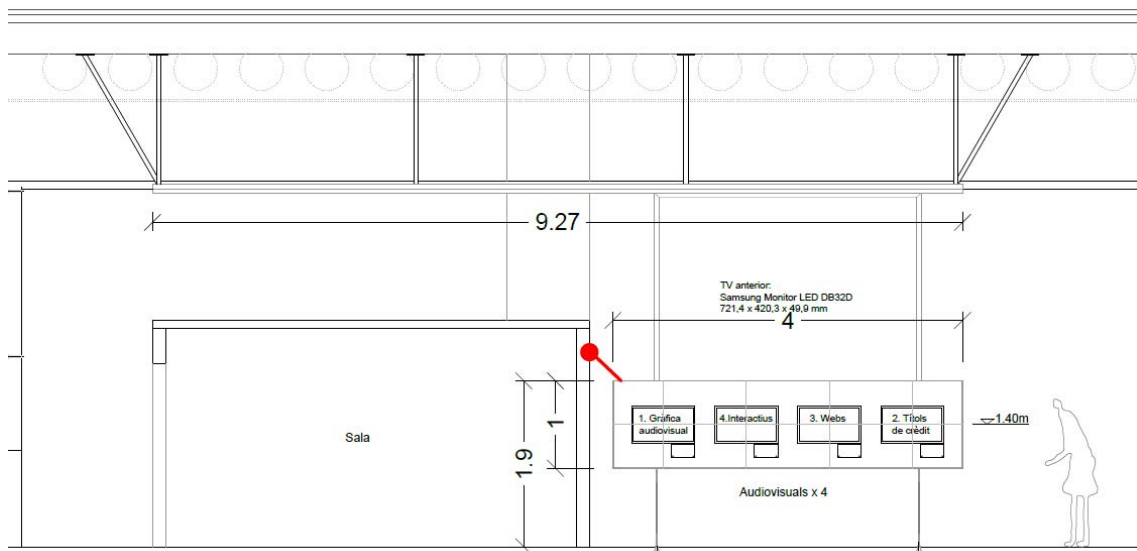 9.27
TV anterior:
Samsung Monitor LED DB32D
721,4 x 420,3 x 49,9 mm
4
1. Gràfica
audiovisual
4.Interactius
3. Webs
2. Títols
de crèdit
1.40m
1
1.9
Sala
Audiovisuals x 4